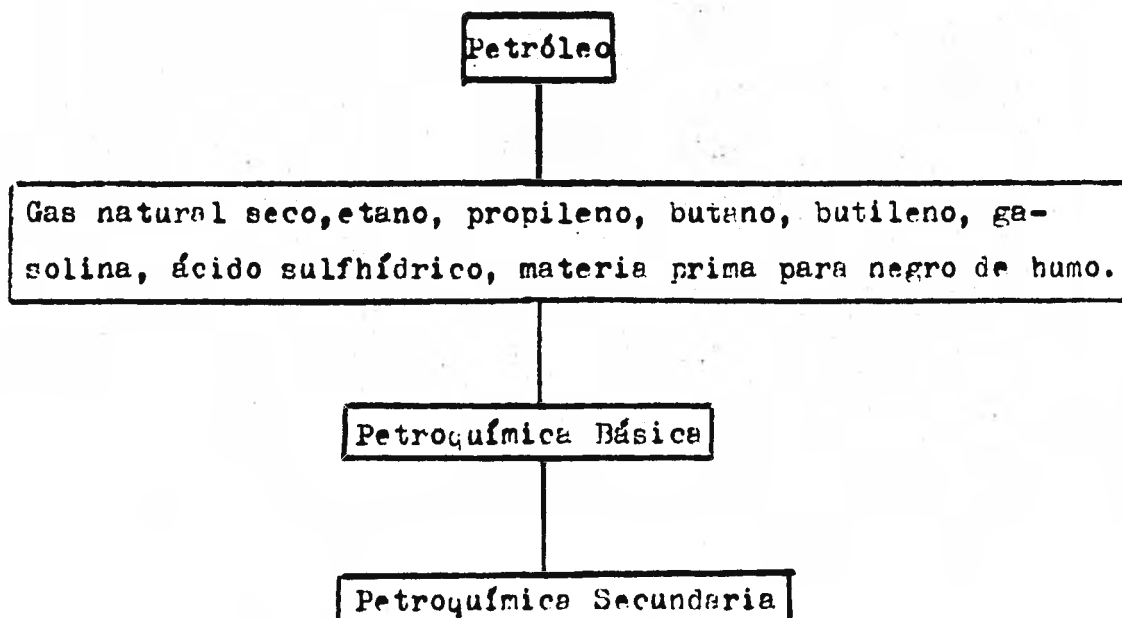 Petróleo
Gas natural seco,etano, propileno, butano, butileno, ga-
solina, ácido sulfhídrico, materia prima para negro de humo.
Petroquímica Básica
Petroquímica Secundaria